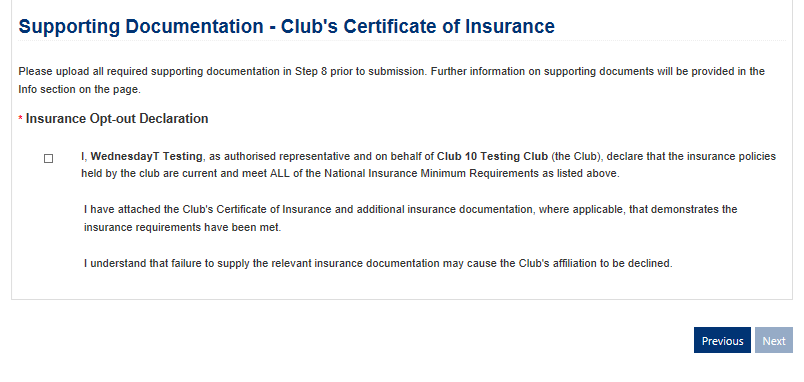 Supporting Documentation - Club's Certificate of Insurance
Please upload all required supporting documentation in Step 8 prior to submission. Further information on supporting documents will be provided in the
Info section on the page.
* Insurance Opt-out Declaration
I, WednesdayT Testing, as authorised representative and on behalf of Club 10 Testing Club (the Club), declare that the insurance policies
held by the club are current and meet ALL of the National Insurance Minimum Requirements as listed above.
I have attached the Club's Certificate of Insurance and additional insurance documentation, where applicable, that demonstrates the
insurance requirements have been met.
I understand that failure to supply the relevant insurance documentation may cause the Club's affiliation to be declined.
Previous Next